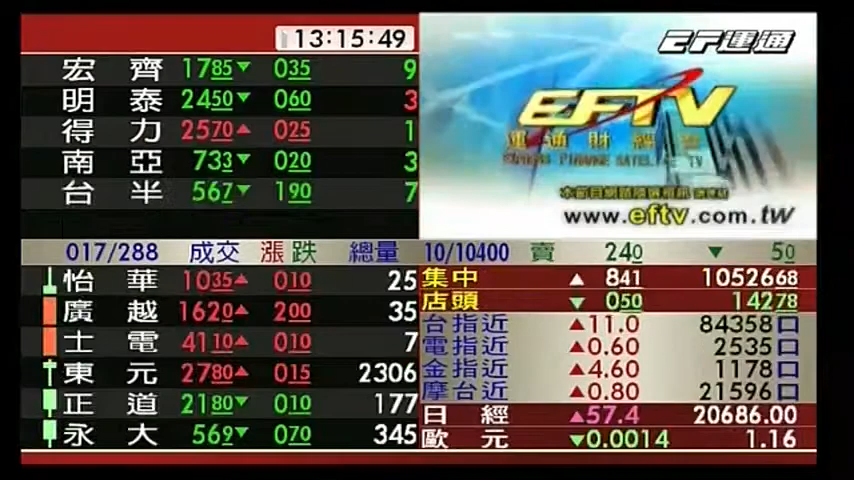 13:15:49
宏齊 1785▼ 035 9
明泰 2450▼ 060 3
得力 2570▲ 025 1
南亞 733▼ 020 3
台半 567▼ 190 7
EF運通
EFTV
運通財經台
EXPRESS FINANCE SATELLITE TV
www.eftv.com.tw
017/288 成交 漲跌 總量
怡華 1035▲ 010 25
廣越 1620▲ 200 35
士電 4110▲ 010 7
東元 2780▲ 015 2306
正道 2180▼ 010 177
永大 569▼ 070 345
10/10400 賣 240 ▼ 50
集中 ▲ 841 1052668
店頭 ▼ 050 14278
台指近 ▲11.0 84358口
電指近 ▲0.60 2535口
金指近 ▲4.60 1178口
摩台近 ▲0.80 21596口
日經 ▲57.4 20686.00
歐元 ▼0.0014 1.16